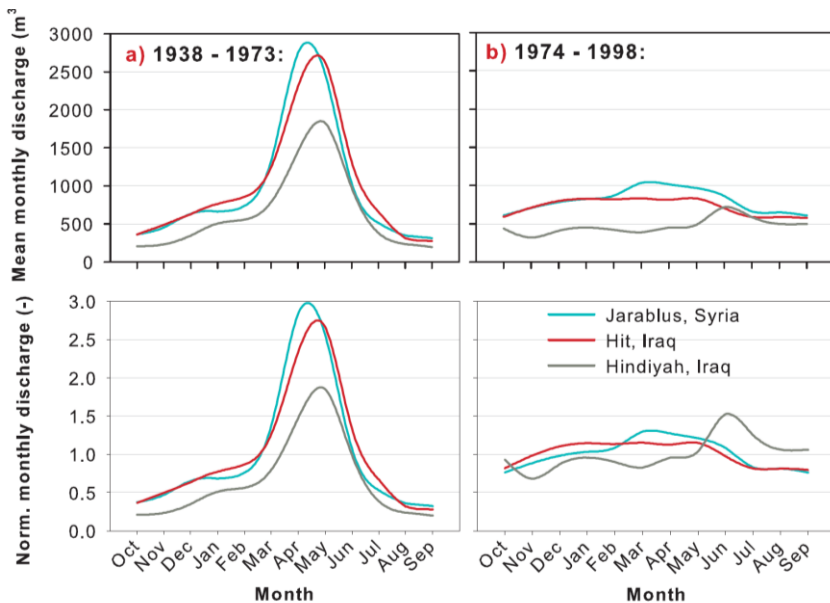 Mean monthly discharge (m³
3000
2500
2000
1500
1000
500
0
a) 1938 - 1973:
b) 1974 - 1998:
Norm. monthly discharge (-)
3.0
2.5
2.0
1.5
1.0
0.5
0.0
Jarablus, Syria
Hit, Iraq
Hindiyah, Iraq
Oct Nov Dec Jan Feb Mar Apr May Jun Jul Aug Sep
Oct Nov Dec Jan Feb Mar Apr May Jun Jul Aug Sep
Month
Month